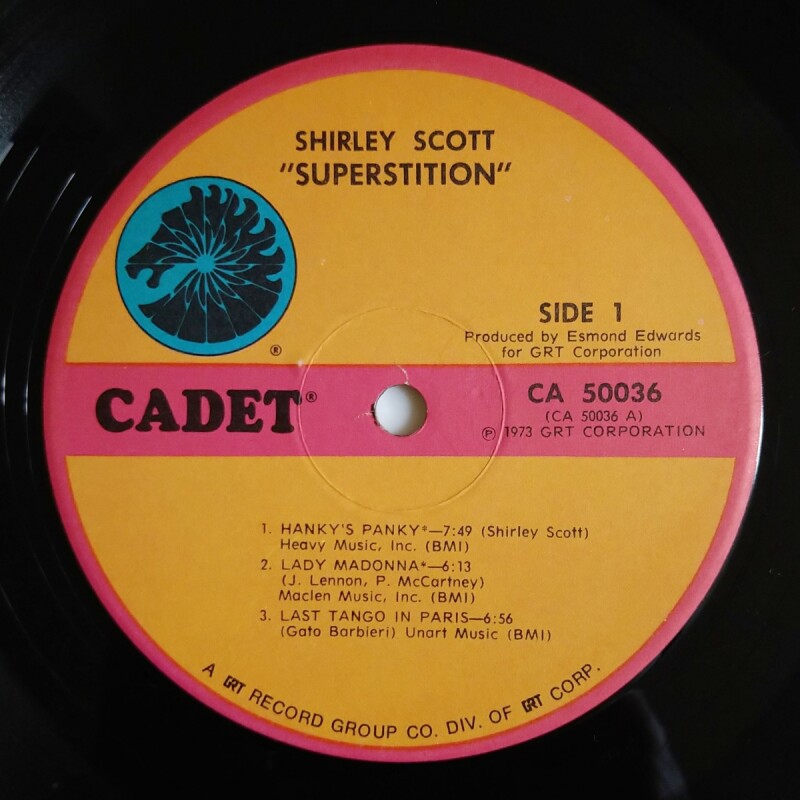 SHIRLEY SCOTT
"SUPERSTITION"
SIDE 1
Produced by Esmond Edwards
for GRT Corporation
®
CADET®
CA 50036
(CA 50036 A)
℗ 1973 GRT CORPORATION
1. HANKY'S PANKY*—7:49 (Shirley Scott)
Heavy Music, Inc. (BMI)
2. LADY MADONNA*—6:13
(J. Lennon, P. McCartney)
Maclen Music, Inc. (BMI)
3. LAST TANGO IN PARIS—6:56
(Gato Barbieri) Unart Music (BMI)
A GRT RECORD GROUP CO. DIV. OF GRT CORP.